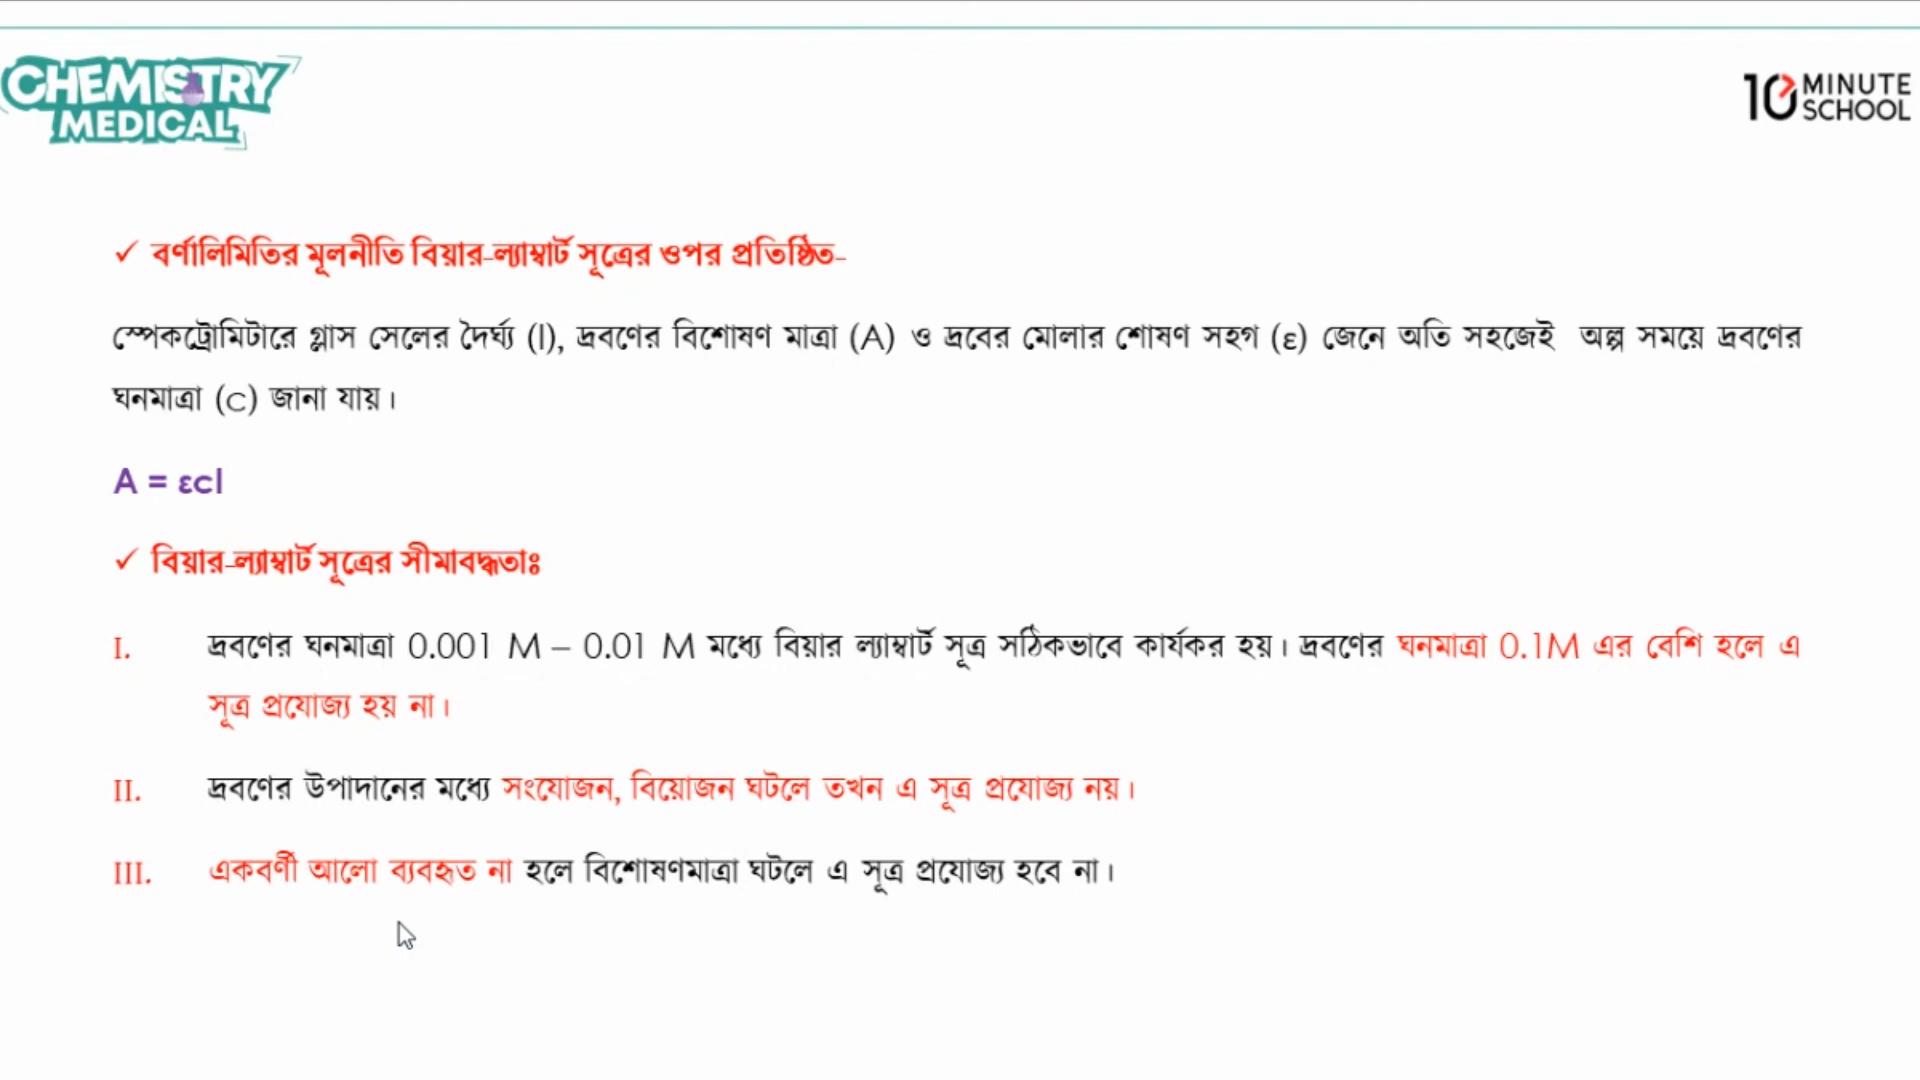 CHEMISTRY
MEDICAL
10 MINUTE
SCHOOL
✓ বর্ণালিমিতির মূলনীতি বিয়ার-ল্যাম্বার্ট সূত্রের ওপর প্রতিষ্ঠিত-
স্পেকট্রোমিটারে গ্লাস সেলের দৈর্ঘ্য (l), দ্রবণের বিশোষণ মাত্রা (A) ও দ্রবের মোলার শোষণ সহগ (ε) জেনে অতি সহজেই অল্প সময়ে দ্রবণের
ঘনমাত্রা (c) জানা যায়।
A = εcl
✓ বিয়ার-ল্যাম্বার্ট সূত্রের সীমাবদ্ধতাঃ
I. দ্রবণের ঘনমাত্রা 0.001 M – 0.01 M মধ্যে বিয়ার ল্যাম্বার্ট সূত্র সঠিকভাবে কার্যকর হয়। দ্রবণের ঘনমাত্রা 0.1M এর বেশি হলে এ
সূত্র প্রযোজ্য হয় না।
II. দ্রবণের উপাদানের মধ্যে সংযোজন, বিয়োজন ঘটলে তখন এ সূত্র প্রযোজ্য নয়।
III. একবর্ণী আলো ব্যবহৃত না হলে বিশোষণমাত্রা ঘটলে এ সূত্র প্রযোজ্য হবে না।